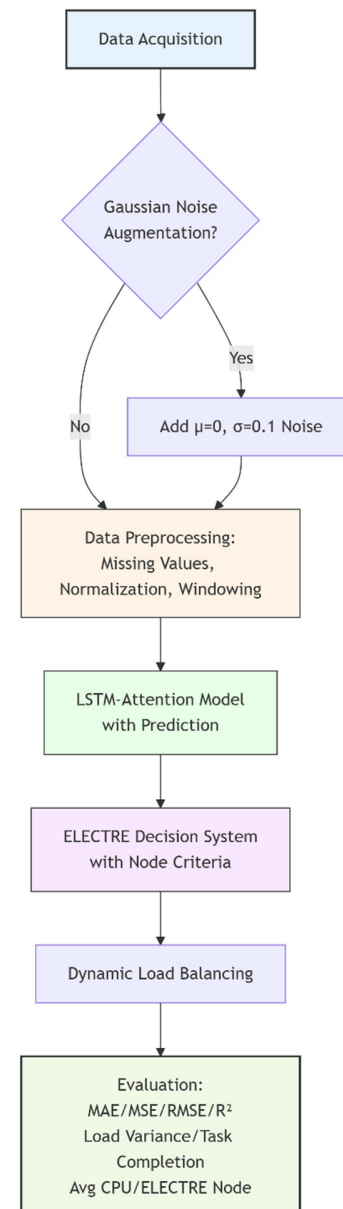 Data Acquisition
Gaussian Noise
Augmentation?
Yes
No
Add μ=0, σ=0.1 Noise
Data Preprocessing:
Missing Values,
Normalization, Windowing
LSTM-Attention Model
with Prediction
ELECTRE Decision System
with Node Criteria
Dynamic Load Balancing
Evaluation:
MAE/MSE/RMSE/R²
Load Variance/Task
Completion
Avg CPU/ELECTRE Node